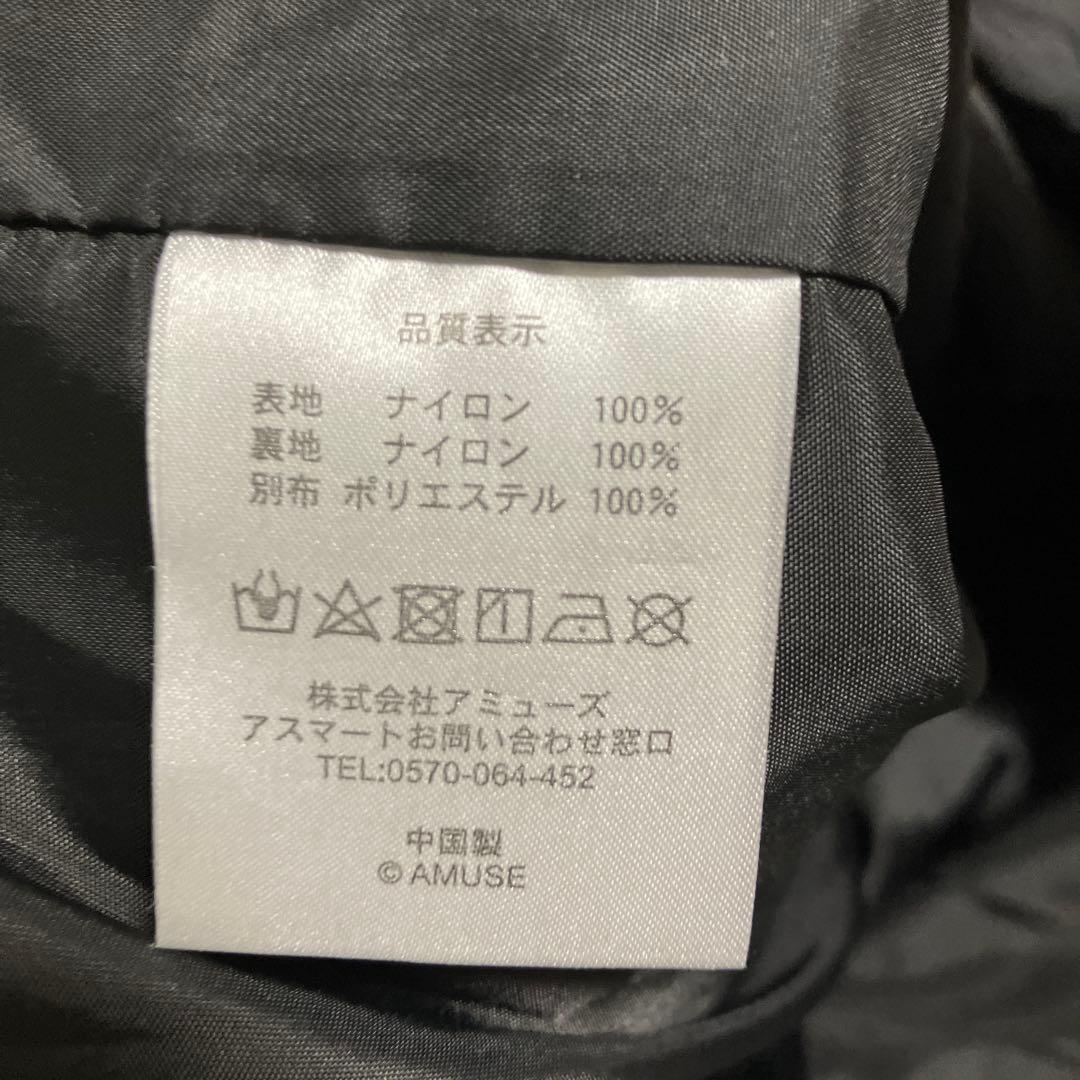 品質表示
表地 ナイロン 100%
裏地 ナイロン 100%
別布 ポリエステル 100%
株式会社アミューズ
アスマートお問い合わせ窓口
TEL:0570-064-452
中国製
© AMUSE